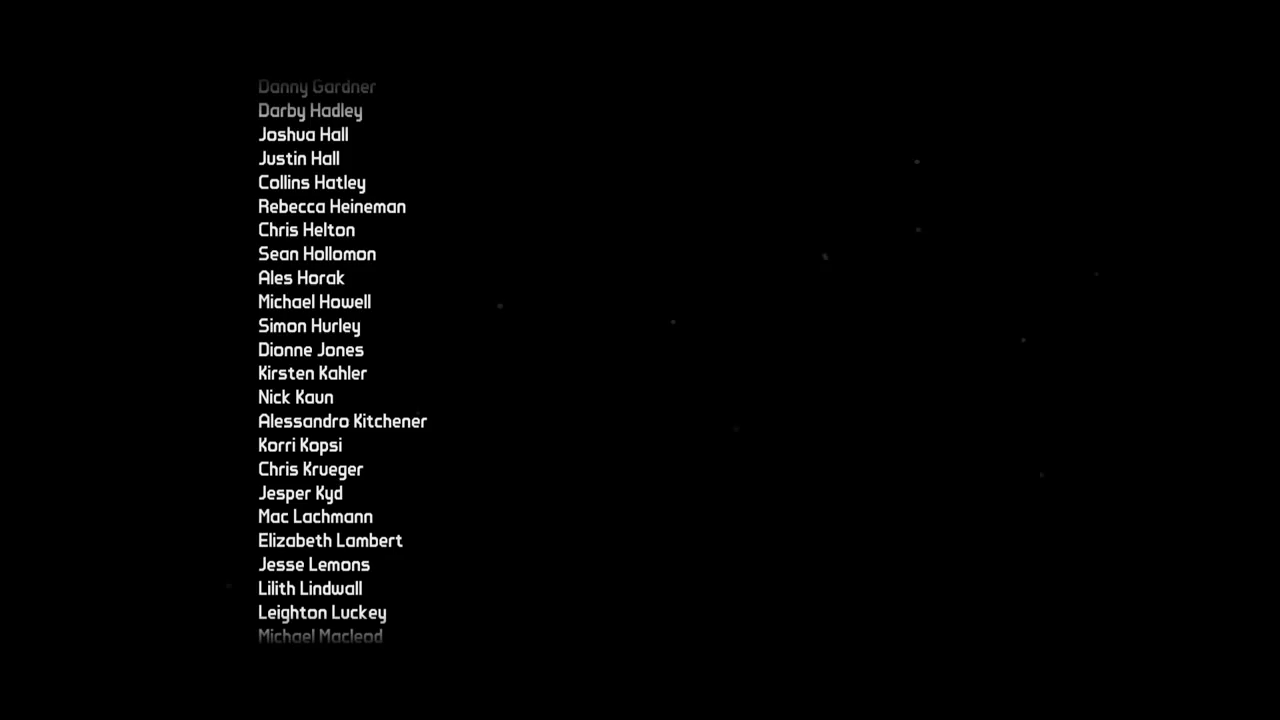 Danny Gardner
Darby Hadley
Joshua Hall
Justin Hall
Collins Hatley
Rebecca Heineman
Chris Helton
Sean Hollomon
Ales Horak
Michael Howell
Simon Hurley
Dionne Jones
Kirsten Kahler
Nick Kaun
Alessandro Kitchener
Korri Kopsi
Chris Krueger
Jesper Kyd
Mac Lachmann
Elizabeth Lambert
Jesse Lemons
Lilith Lindwall
Leighton Luckey
Michael Macleod